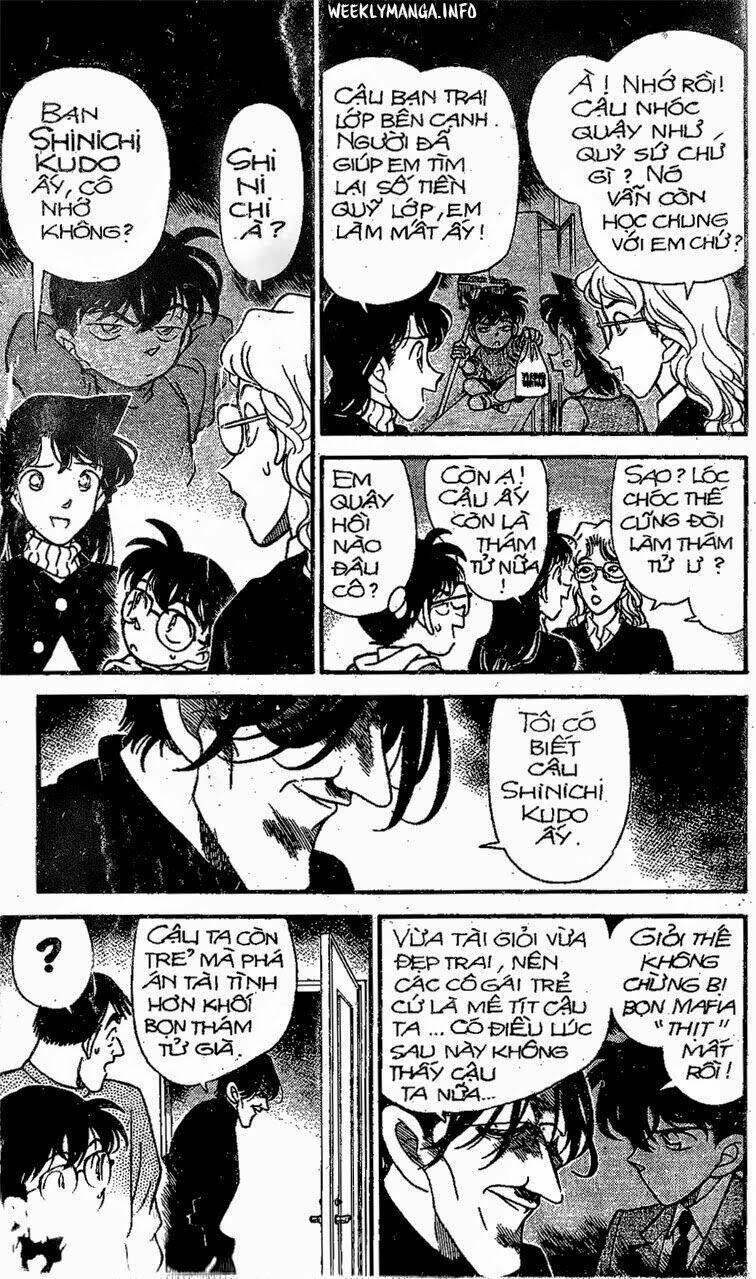 WEEKLYMANGA.INFO
BẠN
SHINICHI
KUDO
ẤY, CÔ
NHỚ
KHÔNG?
SHI
NI
CHI
À?
CẬU BẠN TRAI
LỚP BÊN CẠNH.
NGƯỜI ĐÃ
GIÚP EM TÌM
LẠI SỐ TIỀN
QUỸ LỚP, EM
LÀM MẤT ẤY!
À! NHỚ RỒI!
CẬU NHÓC
QUẬY NHƯ
QUỶ SỨ CHỨ
GÌ? NÓ
VẪN CÒN
HỌC CHUNG
VỚI EM CHỨ?
EM
QUẬY
HỒI
NÀO
ĐÂU
CÔ?
CÒN Ạ!
CẬU ẤY
CÒN LÀ
THÁM
TỬ NỮA!
SAO? LÓC
CHÓC THẾ
CŨNG ĐÒI
LÀM THÁM
TỬ Ư?
TÔI CÓ
BIẾT
CẬU
SHINICHI
KUDO
ẤY.
?
CẬU TA CÒN
TRẺ MÀ PHÁ
ÁN TÀI TÌNH
HƠN KHỐI
BỌN THÁM
TỬ GIÀ.
VỪA TÀI GIỎI VỪA
ĐẸP TRAI, NÊN
CÁC CÔ GÁI TRẺ
CỨ LÀ MÊ TÍT CẬU
TA... CÓ ĐIỀU LÚC
SAU NÀY KHÔNG
THẤY CẬU
TA NỮA...
GIỎI THẾ
KHÔNG
CHỪNG BỊ
BỌN MAFIA
"THỊT"
MẤT
RỒI!